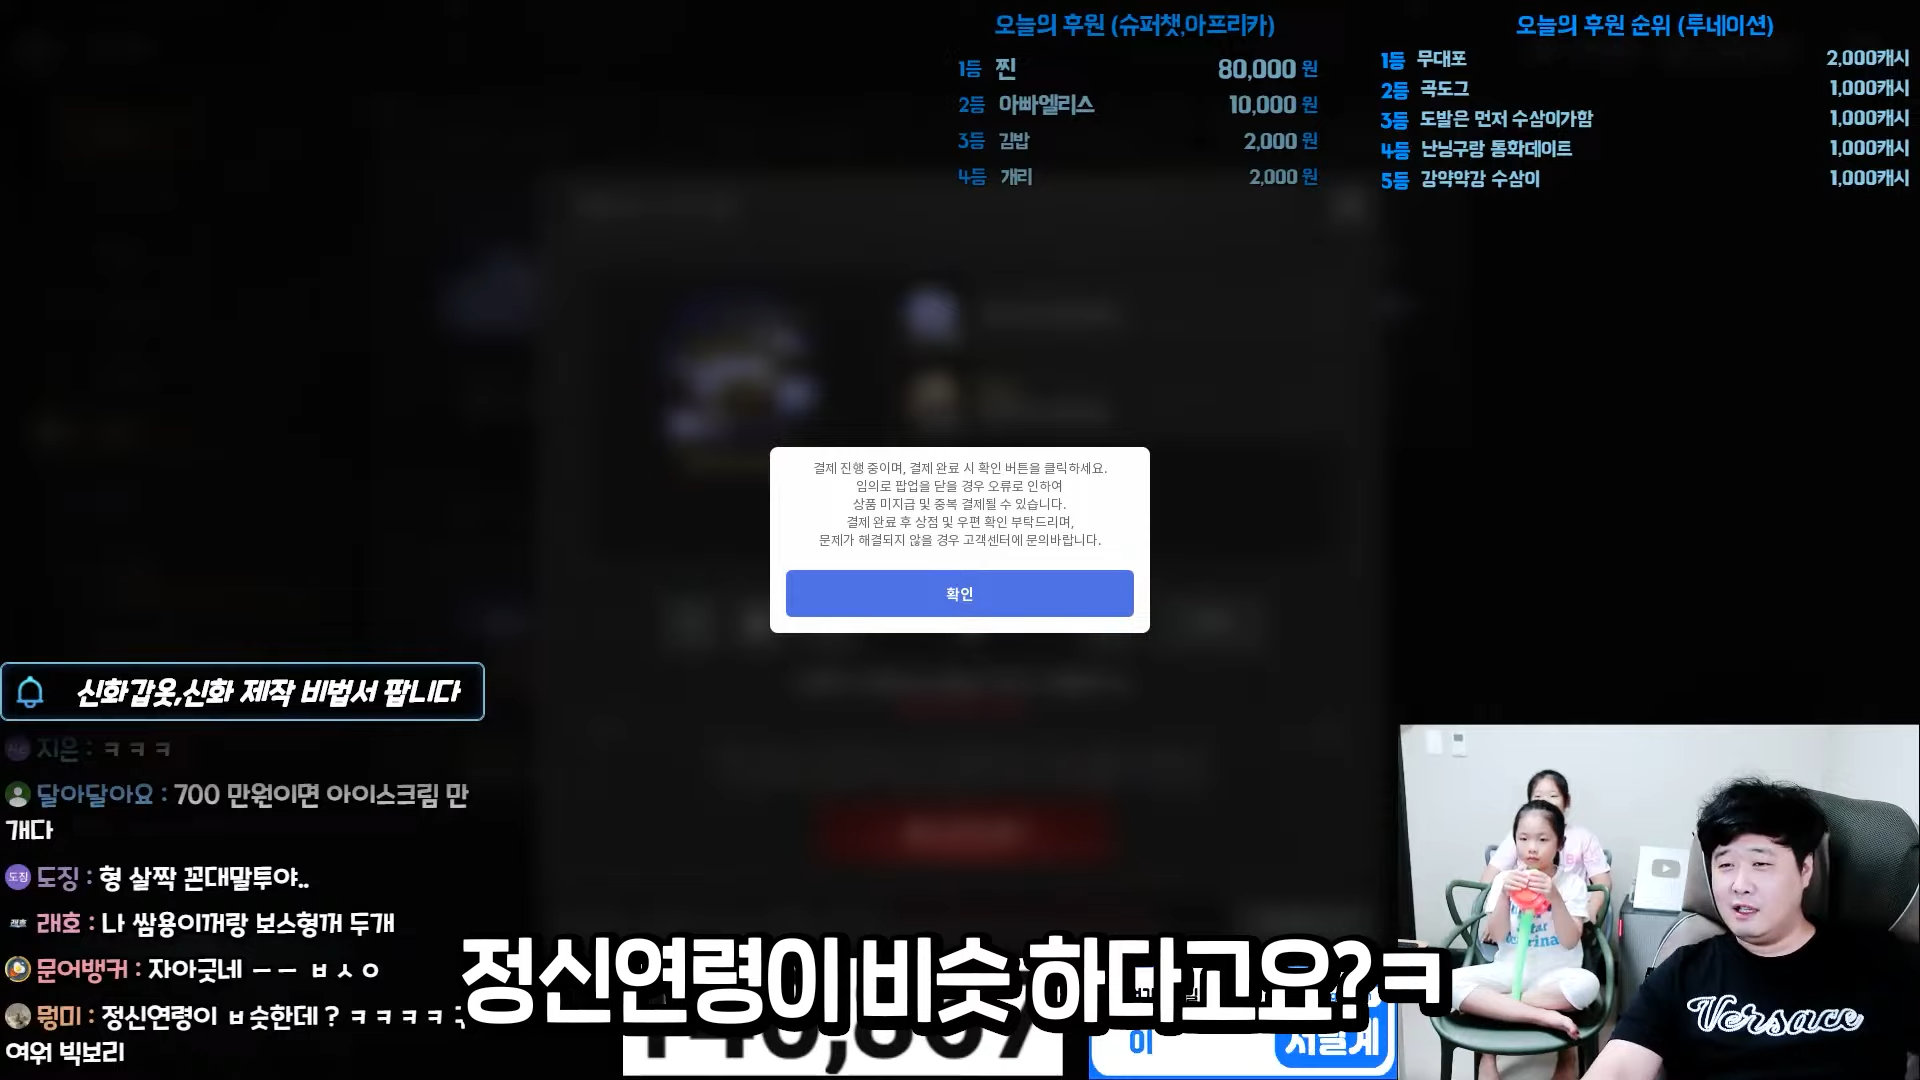 오늘의 후원 (슈퍼챗,아프리카)
1등 찐 80,000 원
2등 아빠엘리스 10,000 원
3등 김밥 2,000 원
4등 개리 2,000 원
오늘의 후원 순위 (투네이션)
1등 무대포 2,000캐시
2등 곡도그 1,000캐시
3등 도발은 먼저 수삼이가함 1,000캐시
4등 난닝구랑 통화데이트 1,000캐시
5등 강약약강 수삼이 1,000캐시
결제 진행 중이며, 결제 완료 시 확인 버튼을 클릭하세요.
임의로 팝업을 닫을 경우 오류로 인하여
상품 미지급 및 중복 결제될 수 있습니다.
결제 완료 후 상점 및 우편 확인 부탁드리며,
문제가 해결되지 않을 경우 고객센터에 문의바랍니다.
확인
신화갑옷,신화 제작 비법서 팝니다
지은 : ㅋ ㅋ ㅋ
달아달아요 : 700 만원이면 아이스크림 만
개다
도징
도징 : 형 살짝 꼰대말투야..
래호 : 나 쌈용이꺼랑 보스형꺼 두개
문어뱅커 : 자아긋네 ㅡㅡ ㅂㅅㅇ
뭥미 : 정신연령이 ㅂ슷한데 ? ㅋ ㅋ ㅋ ㅋ
여위 빅보리
정신연령이 비슷 하다고요?ㅋ
이
Versace